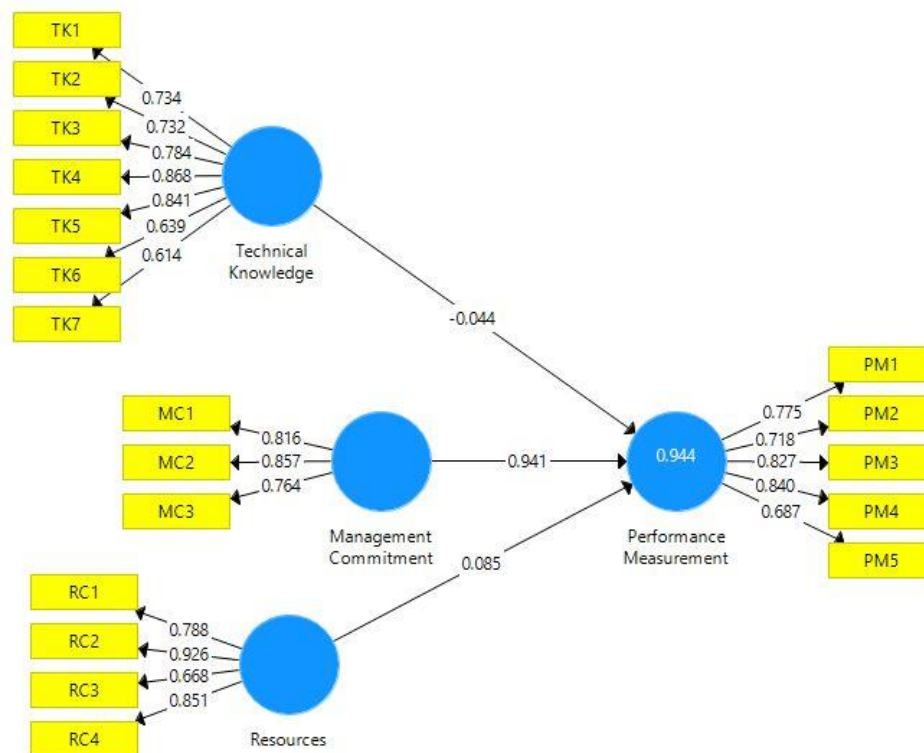 TK1
TK2
TK3
TK4
TK5
TK6
TK7
0.734
0.732
0.784
0.868
0.841
0.639
0.614
Technical
Knowledge
-0.044
MC1
MC2
MC3
0.816
0.857
0.764
Management
Commitment
0.941
RC1
RC2
RC3
RC4
0.788
0.926
0.668
0.851
Resources
0.085
0.944
Performance
Measurement
0.775
0.718
0.827
0.840
0.687
PM1
PM2
PM3
PM4
PM5